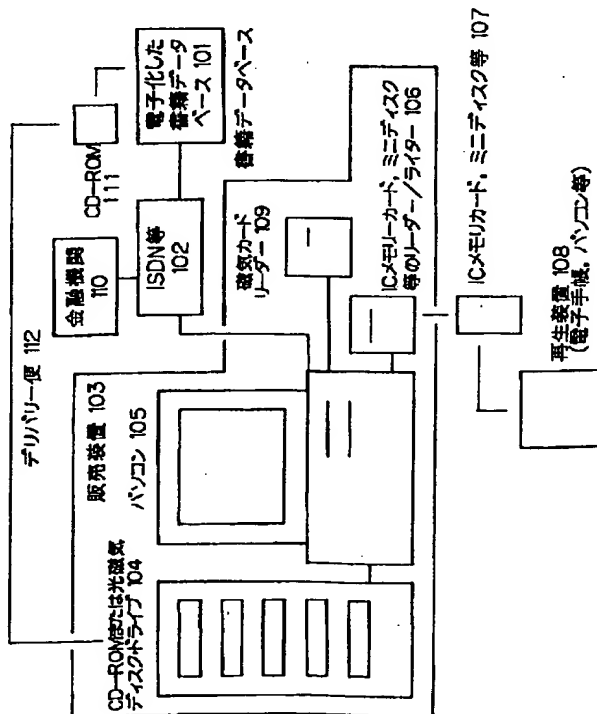 デリバリー便 112
CD-ROM
111
電子化した
書籍データ
ベース 101
書籍データベース
金融機関
110
ISDN等
102
販売装置 103
パソコン 105
CD-ROMまたは光磁気
ディスクドライブ 104
磁気カード
リーダー 109
ICメモリーカード，ミニディスク
等のリーダー／ライター 106
ICメモリカード，ミニディスク等 107
再生装置 108
(電子手帳，パソコン等)